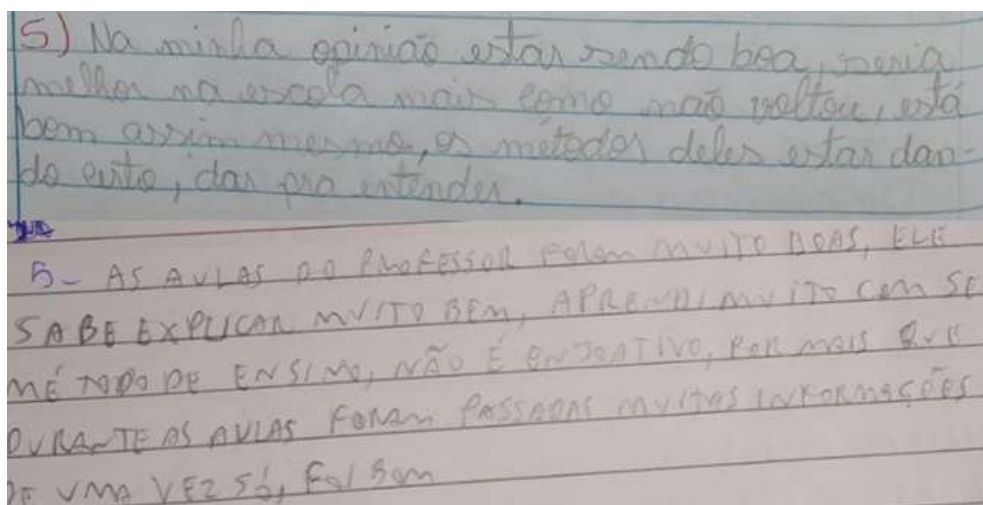 5) Na minha opinião estar sendo boa, seria
melhor na escola mais como não voltou, está
bem assim mesmo, os métodos deles estar dan-
do certo, dar pra entender.
5- AS AULAS DO PROFESSOR FORAM MUITO BOAS, ELE
SABE EXPLICAR MUITO BEM, APRENDI MUITO COM SE
MÉTODO DE ENSINO, NÃO É ENJOATIVO, POR MAIS QUE
DURANTE AS AULAS FORAM PASSADAS MUITAS INFORMAÇÕES
DE UMA VEZ SÓ, FOI BOM